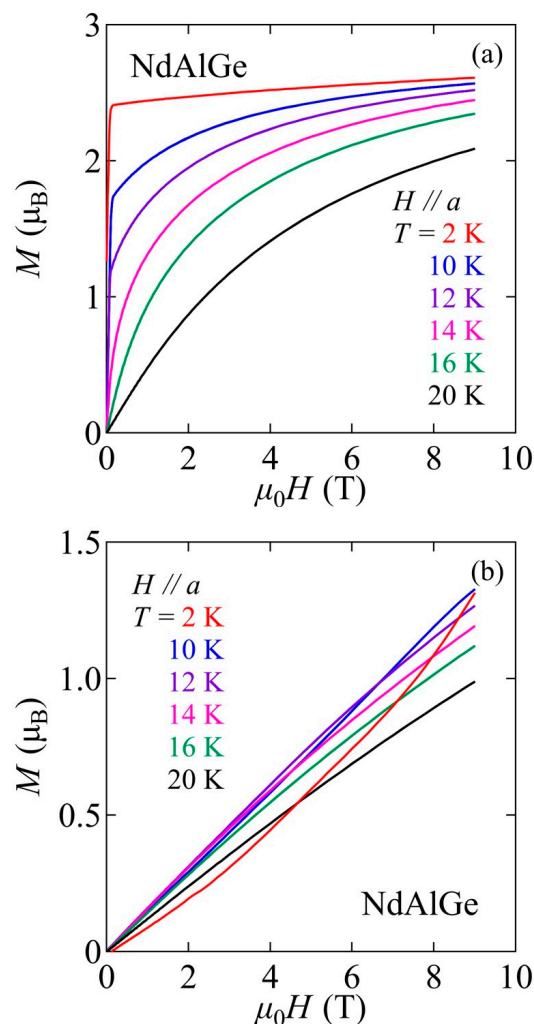 3
(a)
NdAlGe
2
M (μB)
H // a
T = 2 K
10 K
12 K
1
14 K
16 K
20 K
0
0 2 4 6 8 10
μ0H (T)
1.5
(b)
H // a
T = 2 K
10 K
12 K
1.0
14 K
M (μB)
16 K
20 K
0.5
NdAlGe
0
0 2 4 6 8 10
μ0H (T)